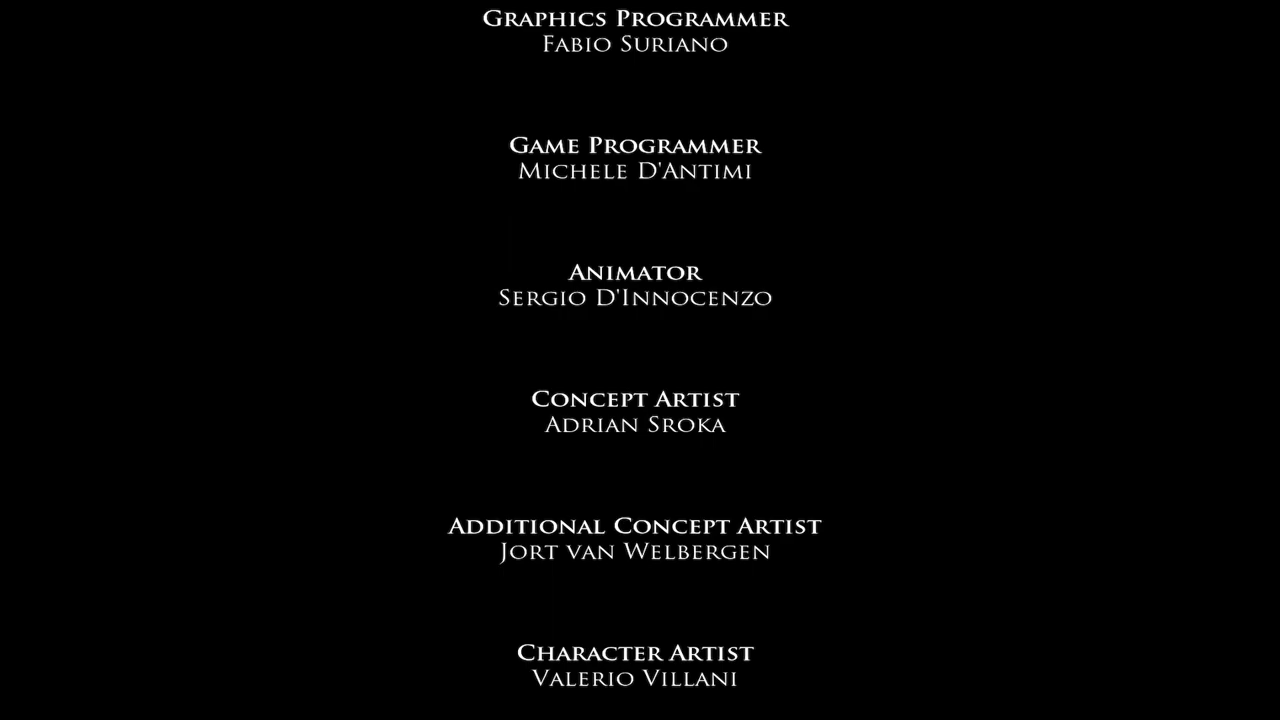 Graphics Programmer
Fabio Suriano
Game Programmer
Michele D'Antimi
Animator
Sergio D'Innocenzo
Concept Artist
Adrian Sroka
Additional Concept Artist
Jort van Welbergen
Character Artist
Valerio Villani